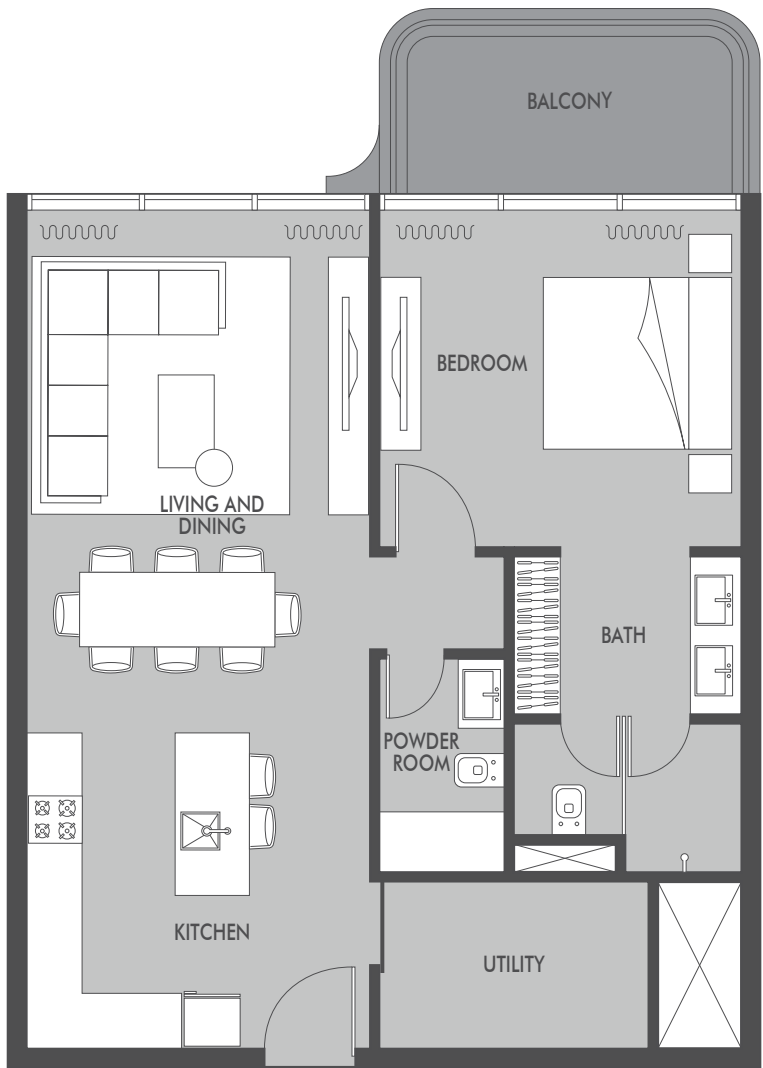 BALCONY
BEDROOM
LIVING AND
DINING
BATH
POWDER
ROOM
KITCHEN
UTILITY